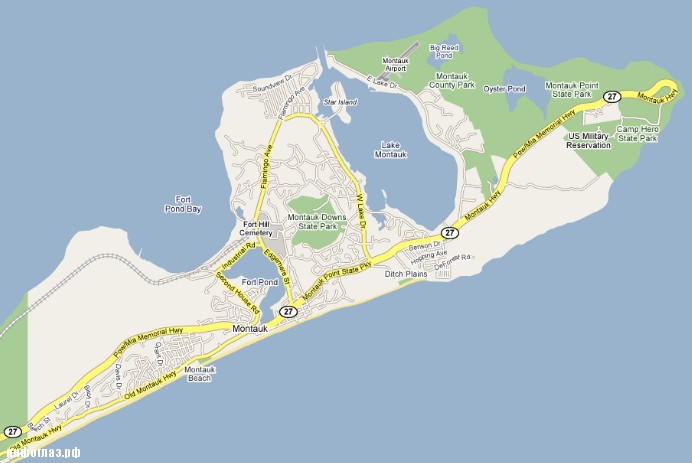 Big Reed
Pond
Montauk
Airport
E Lake Dr
Montauk
County Park
Oyster Pond
Montauk Point
State Park
27
Montauk Hwy
Soundview Dr
Flamingo Ave
Star Island
Pow/Mia Memorial Hwy
Camp Hero
State Park
US Military
Reservation
Lake
Montauk
Flamingo Ave
Fort
Pond Bay
W Lake Dr
Montauk Hwy
Montauk Downs
State Park
Fort Hill
Cemetery
27
Benson Dr
Industrial Rd
Hopping Ave
DeForest Rd
Edgemere St
Montauk Point State Pky
Ditch Plains
Second House Rd
Fort Pond
27
Montauk
Pow/Mia Memorial Hwy
Grant Dr
Davis Dr
Montauk
Beach
Old Montauk Hwy
Laurel Dr
27
Old Montauk Hwy
инфоглаз.рф